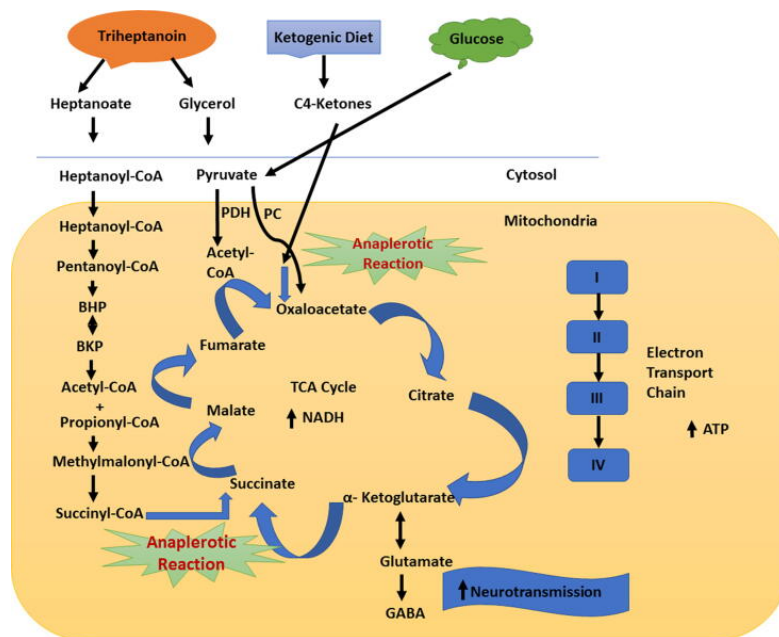 Triheptanoin
Ketogenic Diet
Glucose
Heptanoate
Glycerol
C4-Ketones
Heptanoyl-CoA
Pyruvate
Cytosol
PDH
PC
Mitochondria
Heptanoyl-CoA
Pentanoyl-CoA
BHP
BKP
Acetyl-CoA
+
Propionyl-CoA
Methylmalonyl-CoA
Succinyl-CoA
Acetyl-
CoA
Anaplerotic
Reaction
Oxaloacetate
Fumarate
Malate
Succinate
TCA Cycle
NADH
Citrate
α- Ketoglutarate
Glutamate
GABA
Neurotransmission
Anaplerotic
Reaction
I
II
III
IV
Electron
Transport
Chain
ATP